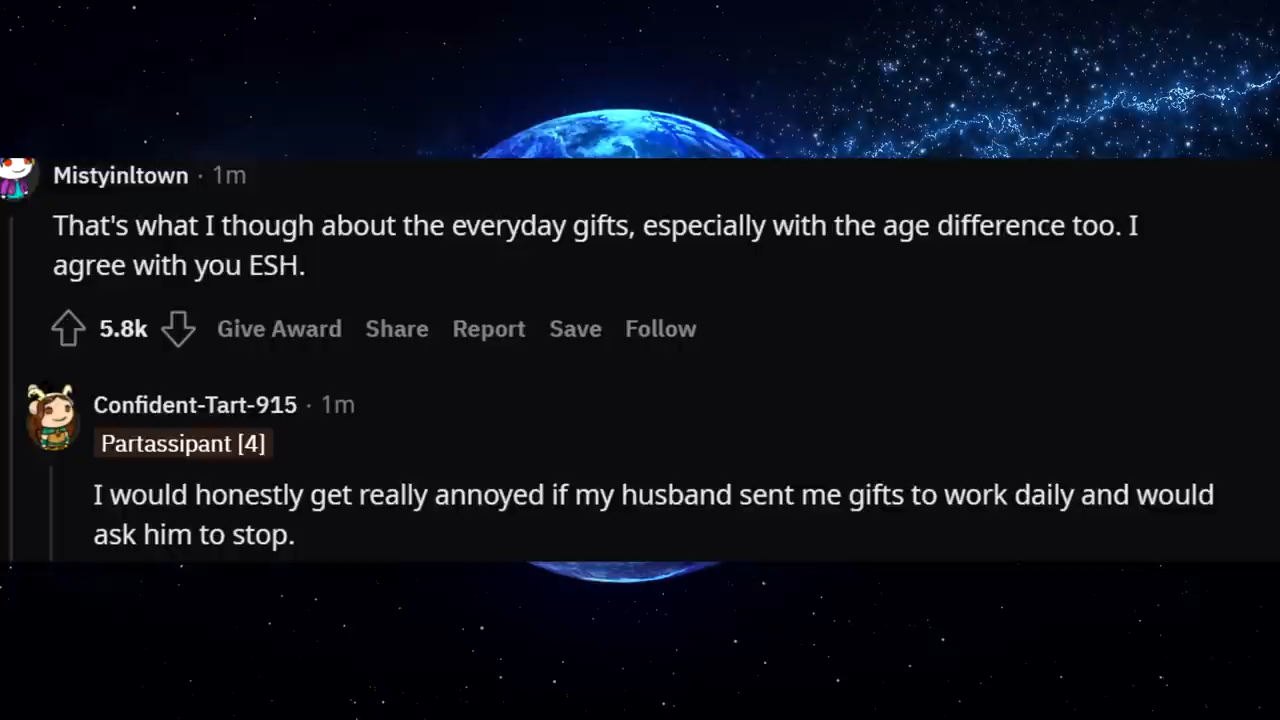 Mistyinltown · 1m
That's what I though about the everyday gifts, especially with the age difference too. I
agree with you ESH.
5.8k Give Award Share Report Save Follow
Confident-Tart-915 · 1m
Partassipant [4]
I would honestly get really annoyed if my husband sent me gifts to work daily and would
ask him to stop.